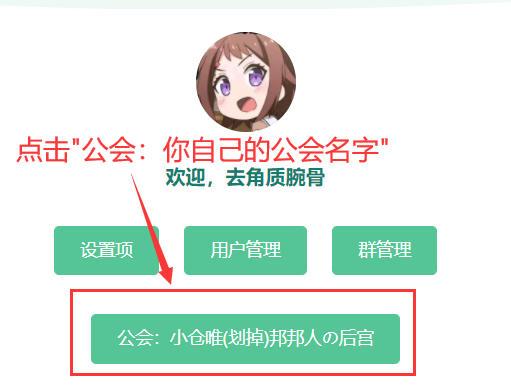 点击"公会：你自己的公会名字"
欢迎，去角质腕骨
设置项 用户管理 群管理
公会：小仓唯(划掉)邦邦人の后宫